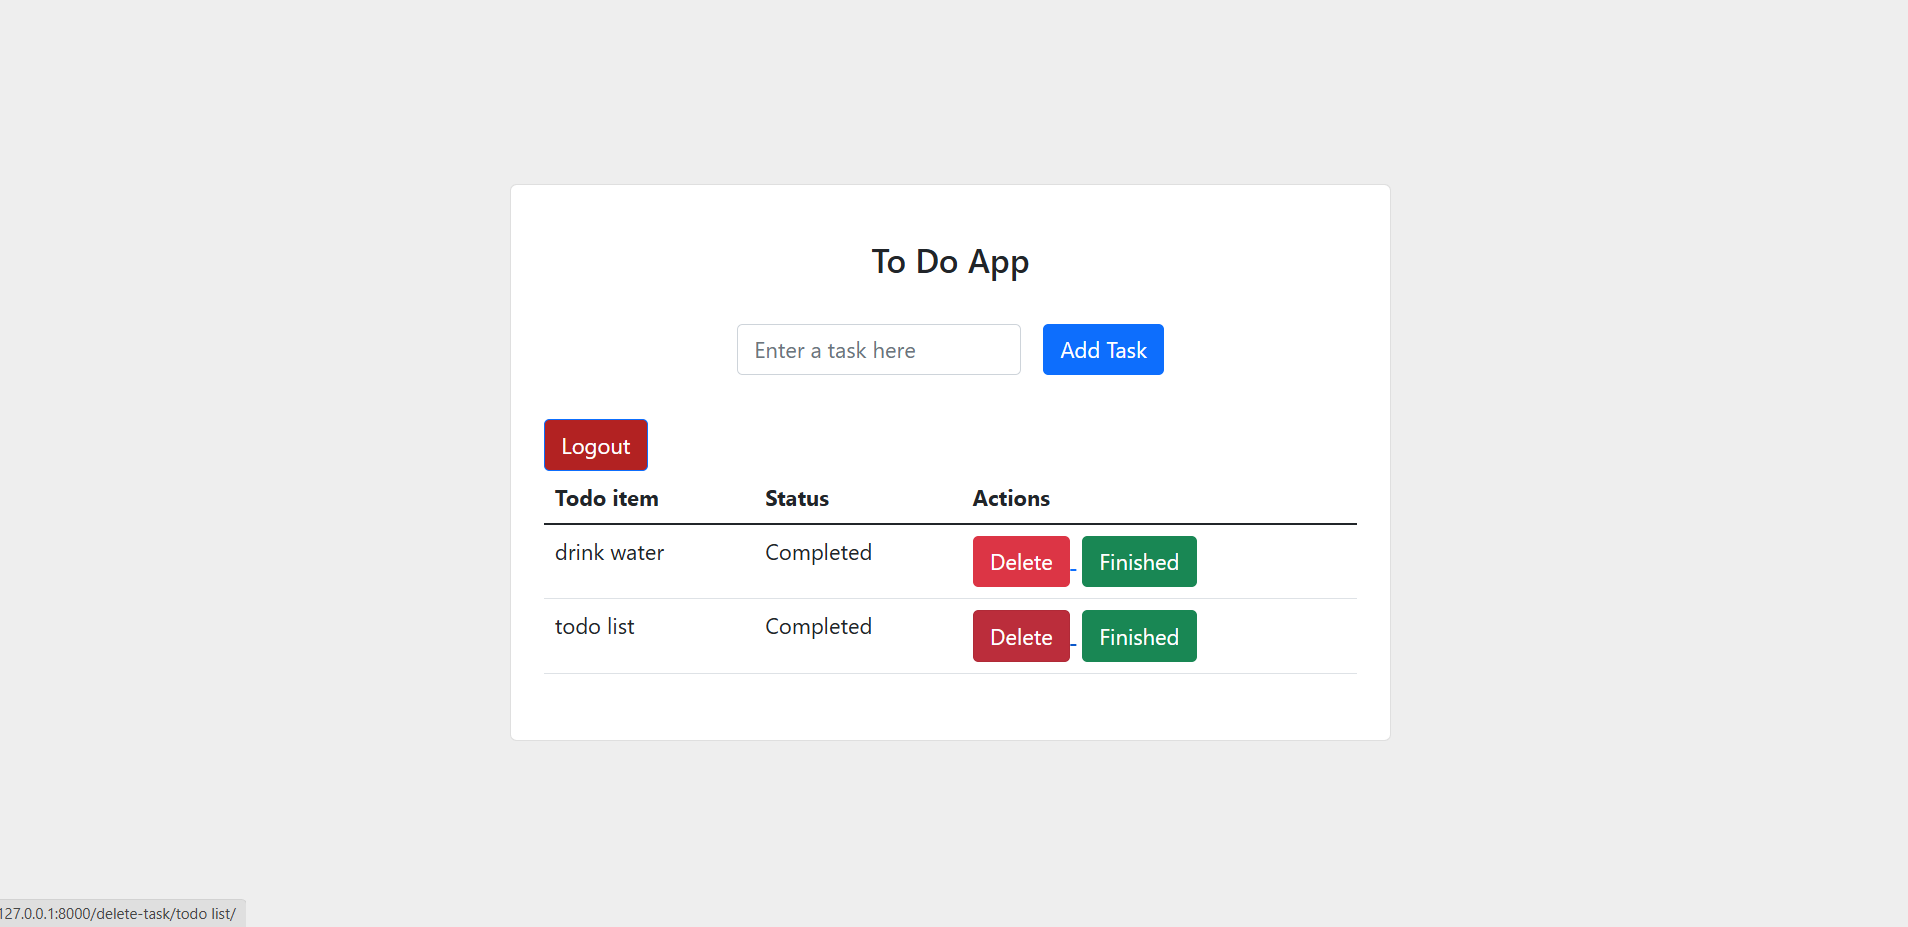 To Do App
Enter a task here Add Task
Logout
Todo item Status Actions
drink water Completed Delete Finished
todo list Completed Delete Finished
127.0.0.1:8000/delete-task/todo list/